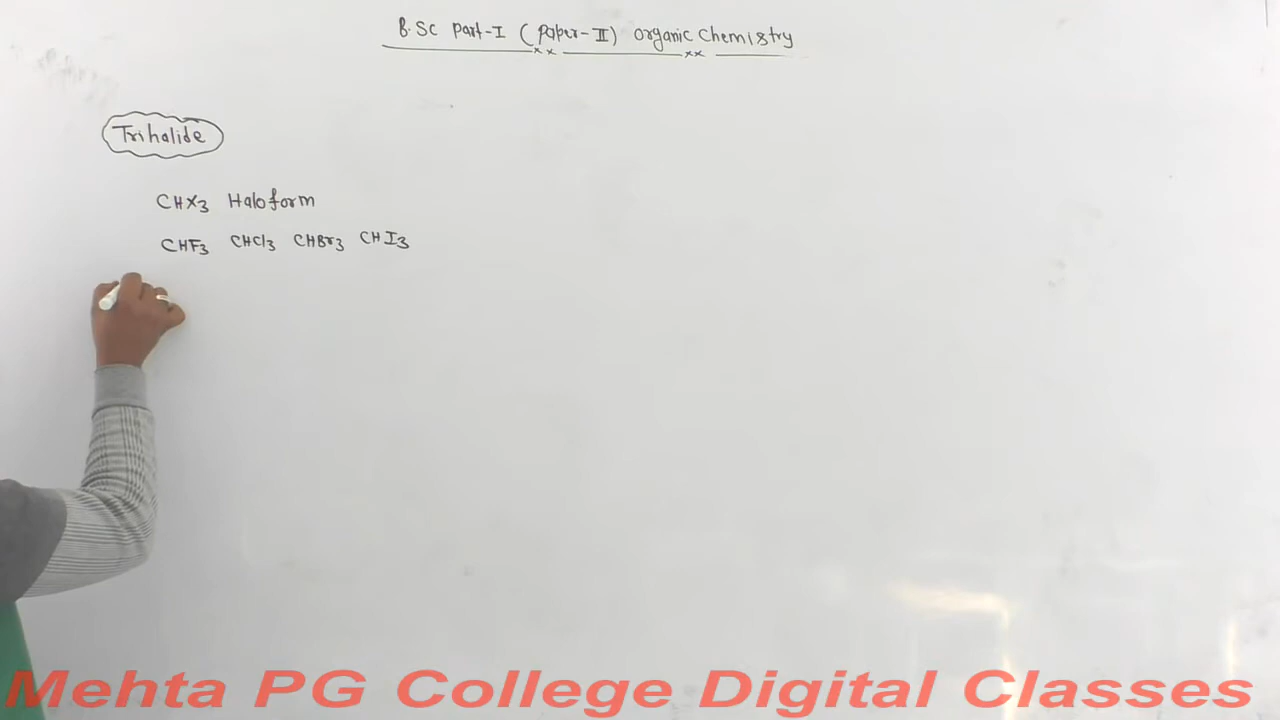 B.Sc Part-I (Paper-II) Organic Chemistry
Trihalide
CHX3 Haloform
CHF3 CHCl3 CHBr3 CHI3
Mehta PG College Digital Classes